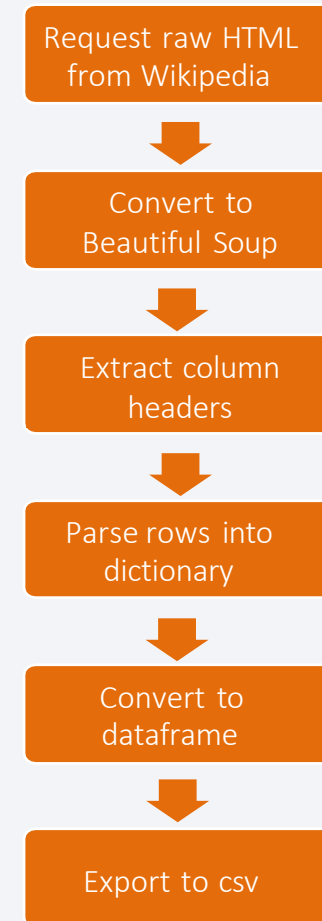 Request raw HTML
from Wikipedia
Convert to
Beautiful Soup
Extract column
headers
Parse rows into
dictionary
Convert to
dataframe
Export to csv